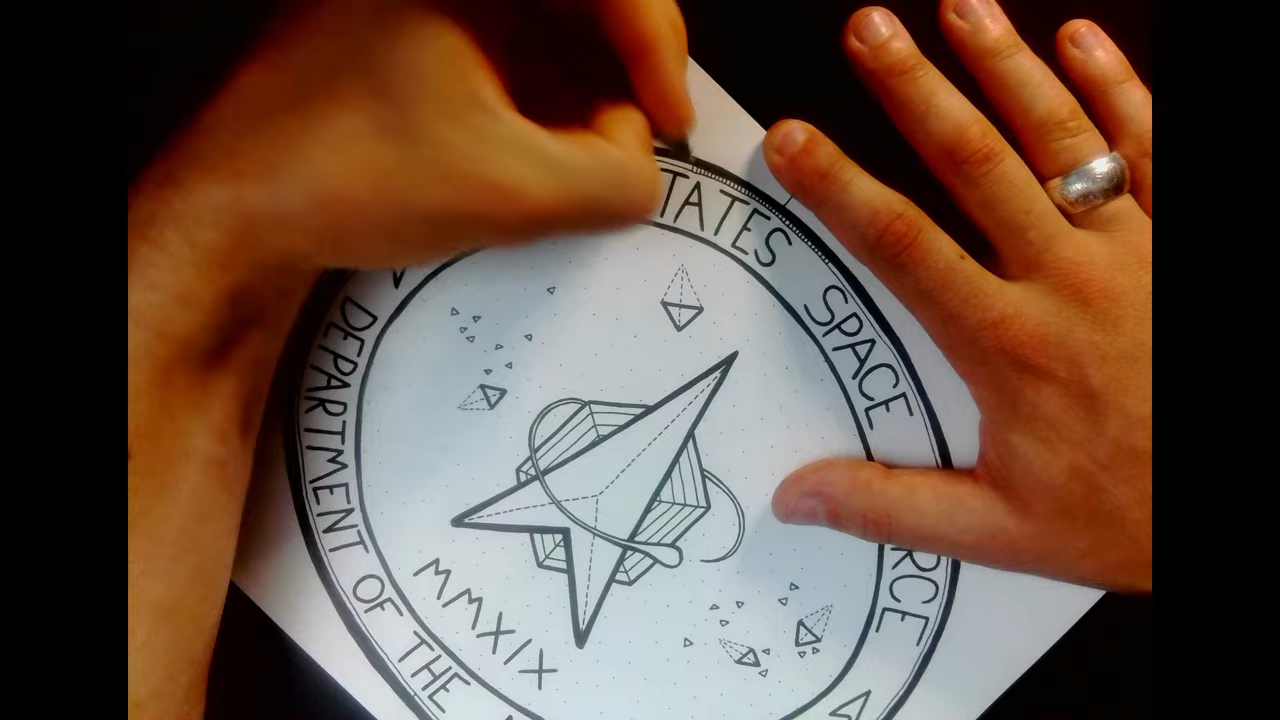 TATES SPACE RCE
DEPARTMENT OF THE
MMXIX